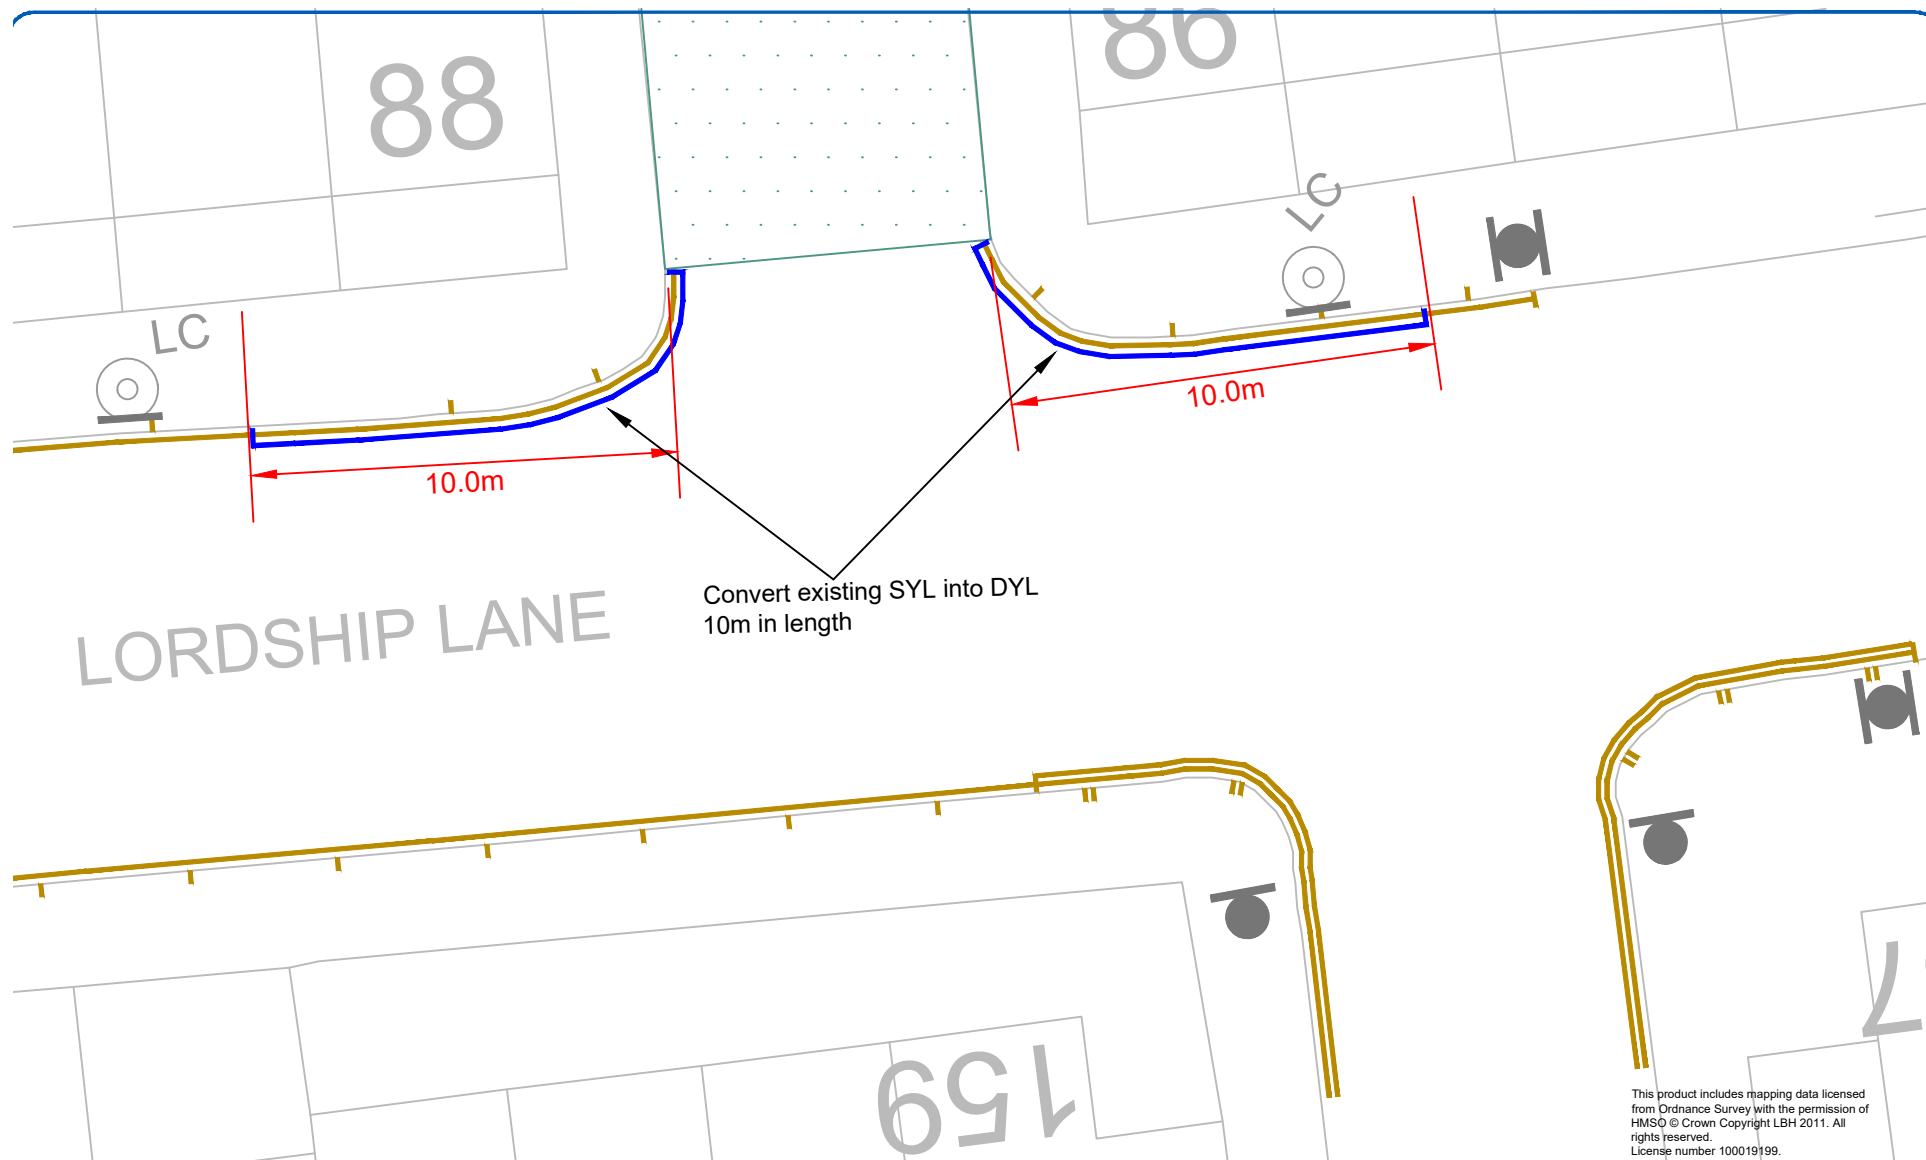 88
86
LC
LC
10.0m
10.0m
Convert existing SYL into DYL
10m in length
LORDSHIP LANE
159
7
This product includes mapping data licensed
from Ordnance Survey with the permission of
HMSO © Crown Copyright LBH 2011. All
rights reserved.
License number 100019199.